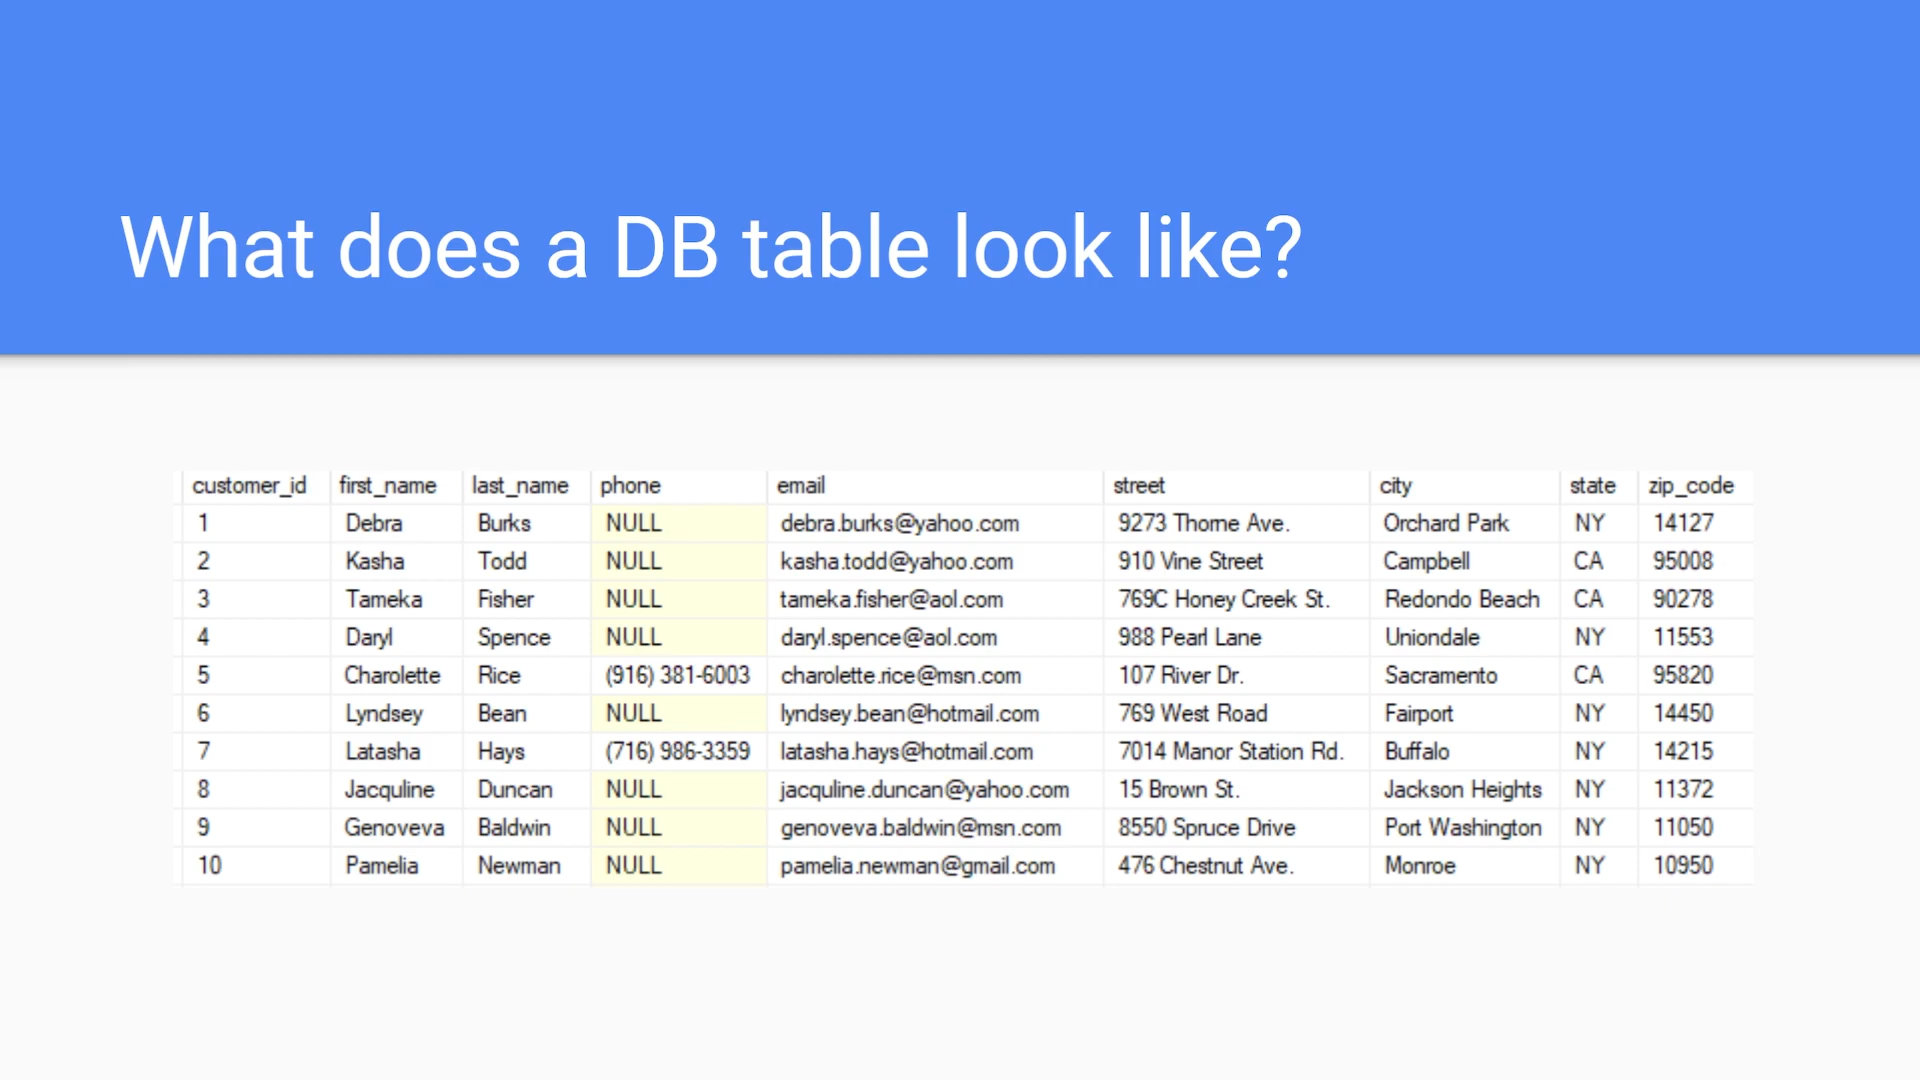 What does a DB table look like?
customer_id first_name last_name phone email street city state zip_code
1 Debra Burks NULL debra.burks@yahoo.com 9273 Thorne Ave. Orchard Park NY 14127
2 Kasha Todd NULL kasha.todd@yahoo.com 910 Vine Street Campbell CA 95008
3 Tameka Fisher NULL tameka.fisher@aol.com 769C Honey Creek St. Redondo Beach CA 90278
4 Daryl Spence NULL daryl.spence@aol.com 988 Pearl Lane Uniondale NY 11553
5 Charolette Rice (916) 381-6003 charolette.rice@msn.com 107 River Dr. Sacramento CA 95820
6 Lyndsey Bean NULL lyndsey.bean@hotmail.com 769 West Road Fairport NY 14450
7 Latasha Hays (716) 986-3359 latasha.hays@hotmail.com 7014 Manor Station Rd. Buffalo NY 14215
8 Jacquline Duncan NULL jacquline.duncan@yahoo.com 15 Brown St. Jackson Heights NY 11372
9 Genoveva Baldwin NULL genoveva.baldwin@msn.com 8550 Spruce Drive Port Washington NY 11050
10 Pamelia Newman NULL pamelia.newman@gmail.com 476 Chestnut Ave. Monroe NY 10950